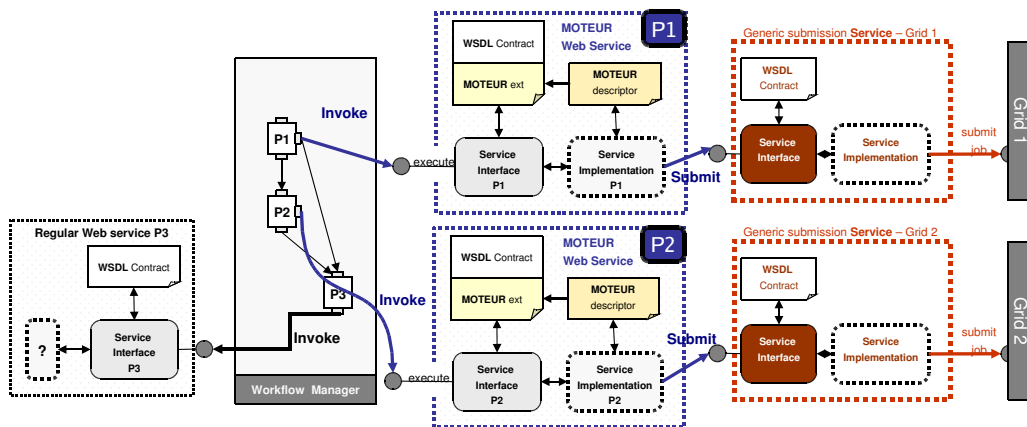 P1
MOTEUR
Web Service
WSDL Contract
MOTEUR ext
MOTEUR
descriptor
Invoke
execute
Service
Interface
P1
Service
Implementation
P1
Submit
Generic submission Service – Grid 1
WSDL
Contract
Service
Interface
Service
Implementation
submit
job
Grid 1
P1
P2
P3
Invoke
Invoke
Workflow Manager
Regular Web service P3
WSDL Contract
?
Service
Interface
P3
P2
MOTEUR
Web Service
WSDL Contract
MOTEUR ext
MOTEUR
descriptor
execute
Service
Interface
P2
Service
Implementation
P2
Submit
Generic submission Service – Grid 2
WSDL
Contract
Service
Interface
Service
Implementation
submit
job
Grid 2